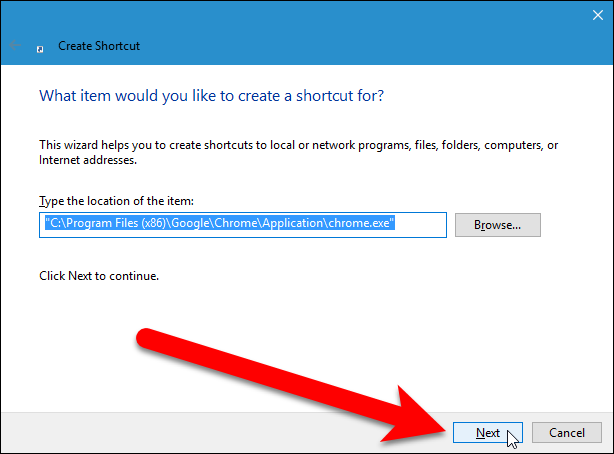 Create Shortcut
What item would you like to create a shortcut for?
This wizard helps you to create shortcuts to local or network programs, files, folders, computers, or
Internet addresses.
Type the location of the item:
"C:\Program Files (x86)\Google\Chrome\Application\chrome.exe"
Browse...
Click Next to continue.
Next
Cancel